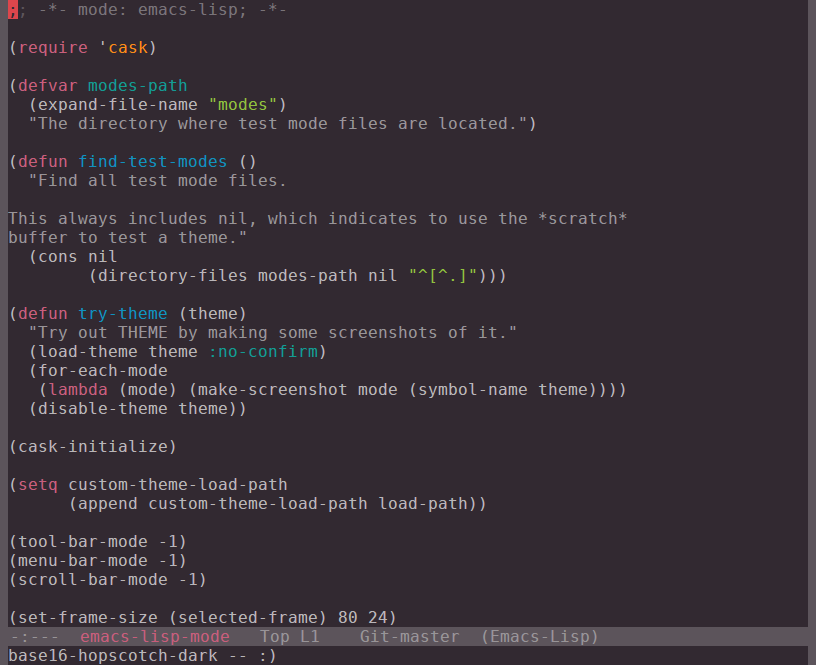 ;; -*- mode: emacs-lisp; -*-

(require 'cask)

(defvar modes-path
  (expand-file-name "modes")
  "The directory where test mode files are located.")

(defun find-test-modes ()
  "Find all test mode files.

This always includes nil, which indicates to use the *scratch*
buffer to test a theme."
  (cons nil
        (directory-files modes-path nil "^[^.]")))

(defun try-theme (theme)
  "Try out THEME by making some screenshots of it."
  (load-theme theme :no-confirm)
  (for-each-mode
   (lambda (mode) (make-screenshot mode (symbol-name theme))))
  (disable-theme theme))

(cask-initialize)

(setq custom-theme-load-path
      (append custom-theme-load-path load-path))

(tool-bar-mode -1)
(menu-bar-mode -1)
(scroll-bar-mode -1)

(set-frame-size (selected-frame) 80 24)
-:---  emacs-lisp-mode   Top L1    Git-master  (Emacs-Lisp)
base16-hopscotch-dark -- :)